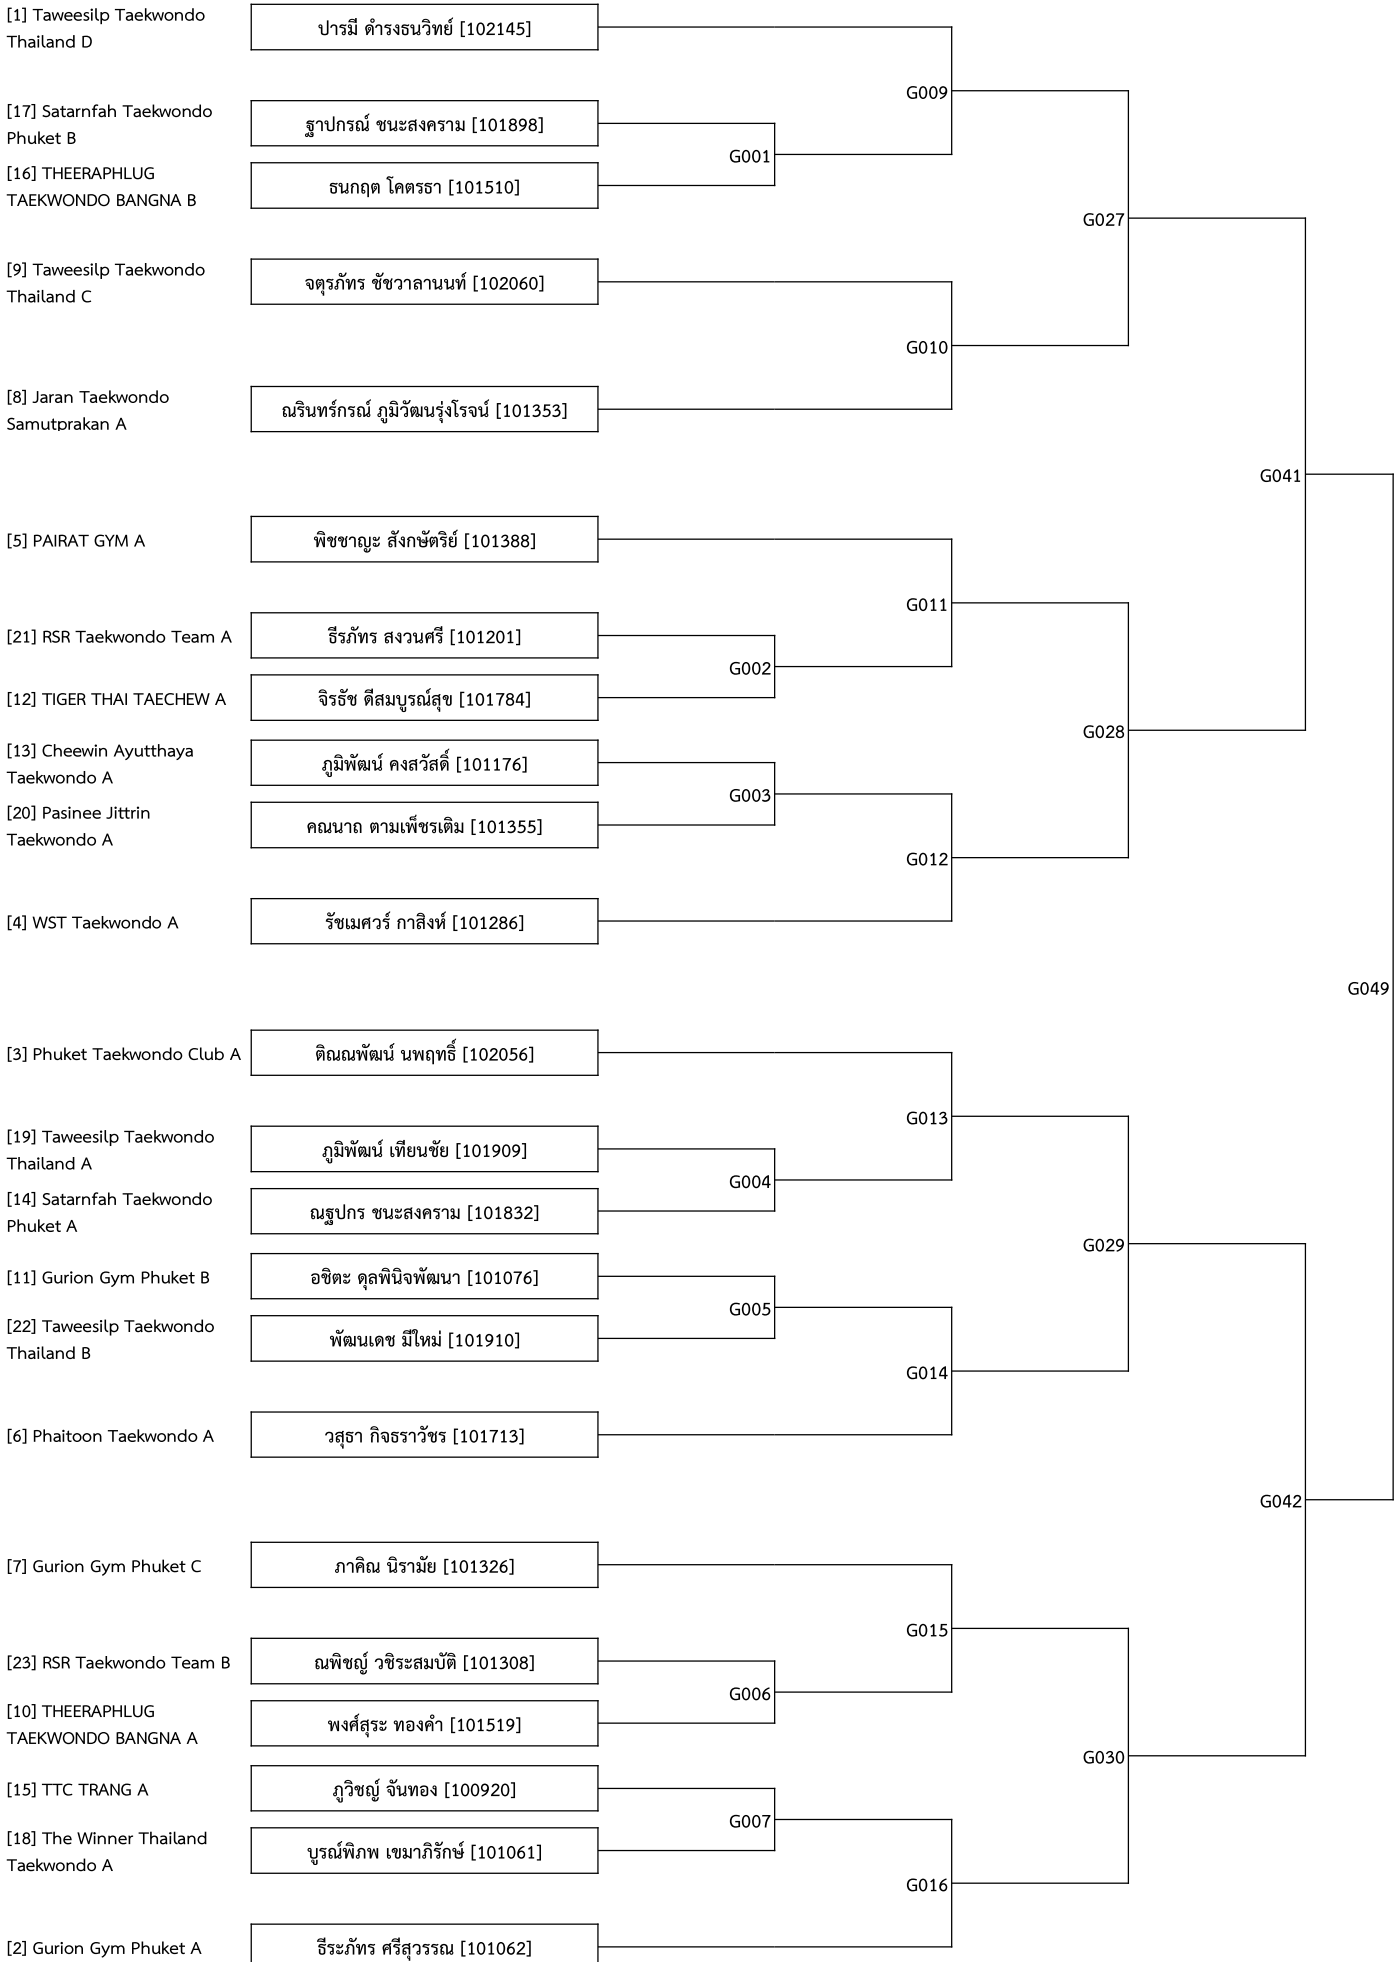 [1] Taweesilp Taekwondo
Thailand D
ปารมี ดำรงธนวิทย์ [102145]
G009
[17] Satarnfah Taekwondo
Phuket B
ฐาปกรณ์ ชนะสงคราม [101898]
G001
[16] THEERAPHLUG
TAEKWONDO BANGNA B
ธนกฤต โคตรธา [101510]
G027
[9] Taweesilp Taekwondo
Thailand C
จตุรภัทร ชัชวาลานนท์ [102060]
G010
[8] Jaran Taekwondo
Samutprakan A
ณรินทร์กรณ์ ภูมิวัฒนรุ่งโรจน์ [101353]
G041
[5] PAIRAT GYM A
พิชชาญะ สังกษัตริย์ [101388]
G011
[21] RSR Taekwondo Team A
ธีรภัทร สงวนศรี [101201]
G002
[12] TIGER THAI TAECHEW A
จิรธัช ดีสมบูรณ์สุข [101784]
G028
[13] Cheewin Ayutthaya
Taekwondo A
ภูมิพัฒน์ คงสวัสดิ์ [101176]
G003
[20] Pasinee Jittrin
Taekwondo A
คณนาถ ตามเพ็ชรเติม [101355]
G012
[4] WST Taekwondo A
รัชเมศวร์ กาสิงห์ [101286]
G049
[3] Phuket Taekwondo Club A
ติณณพัฒน์ นพฤทธิ์ [102056]
G013
[19] Taweesilp Taekwondo
Thailand A
ภูมิพัฒน์ เทียนชัย [101909]
G004
[14] Satarnfah Taekwondo
Phuket A
ณฐปกร ชนะสงคราม [101832]
G029
[11] Gurion Gym Phuket B
อชิตะ ดุลพินิจพัฒนา [101076]
G005
[22] Taweesilp Taekwondo
Thailand B
พัฒนเดช มีใหม่ [101910]
G014
[6] Phaitoon Taekwondo A
วสุธา กิจธราวัชร [101713]
G042
[7] Gurion Gym Phuket C
ภาคิณ นิรามัย [101326]
G015
[23] RSR Taekwondo Team B
ณพิชญ์ วชิระสมบัติ [101308]
G006
[10] THEERAPHLUG
TAEKWONDO BANGNA A
พงศ์สุระ ทองคำ [101519]
G030
[15] TTC TRANG A
ภูวิชญ์ จันทอง [100920]
G007
[18] The Winner Thailand
Taekwondo A
บูรณ์พิภพ เขมาภิรักษ์ [101061]
G016
[2] Gurion Gym Phuket A
ธีระภัทร ศรีสุวรรณ [101062]